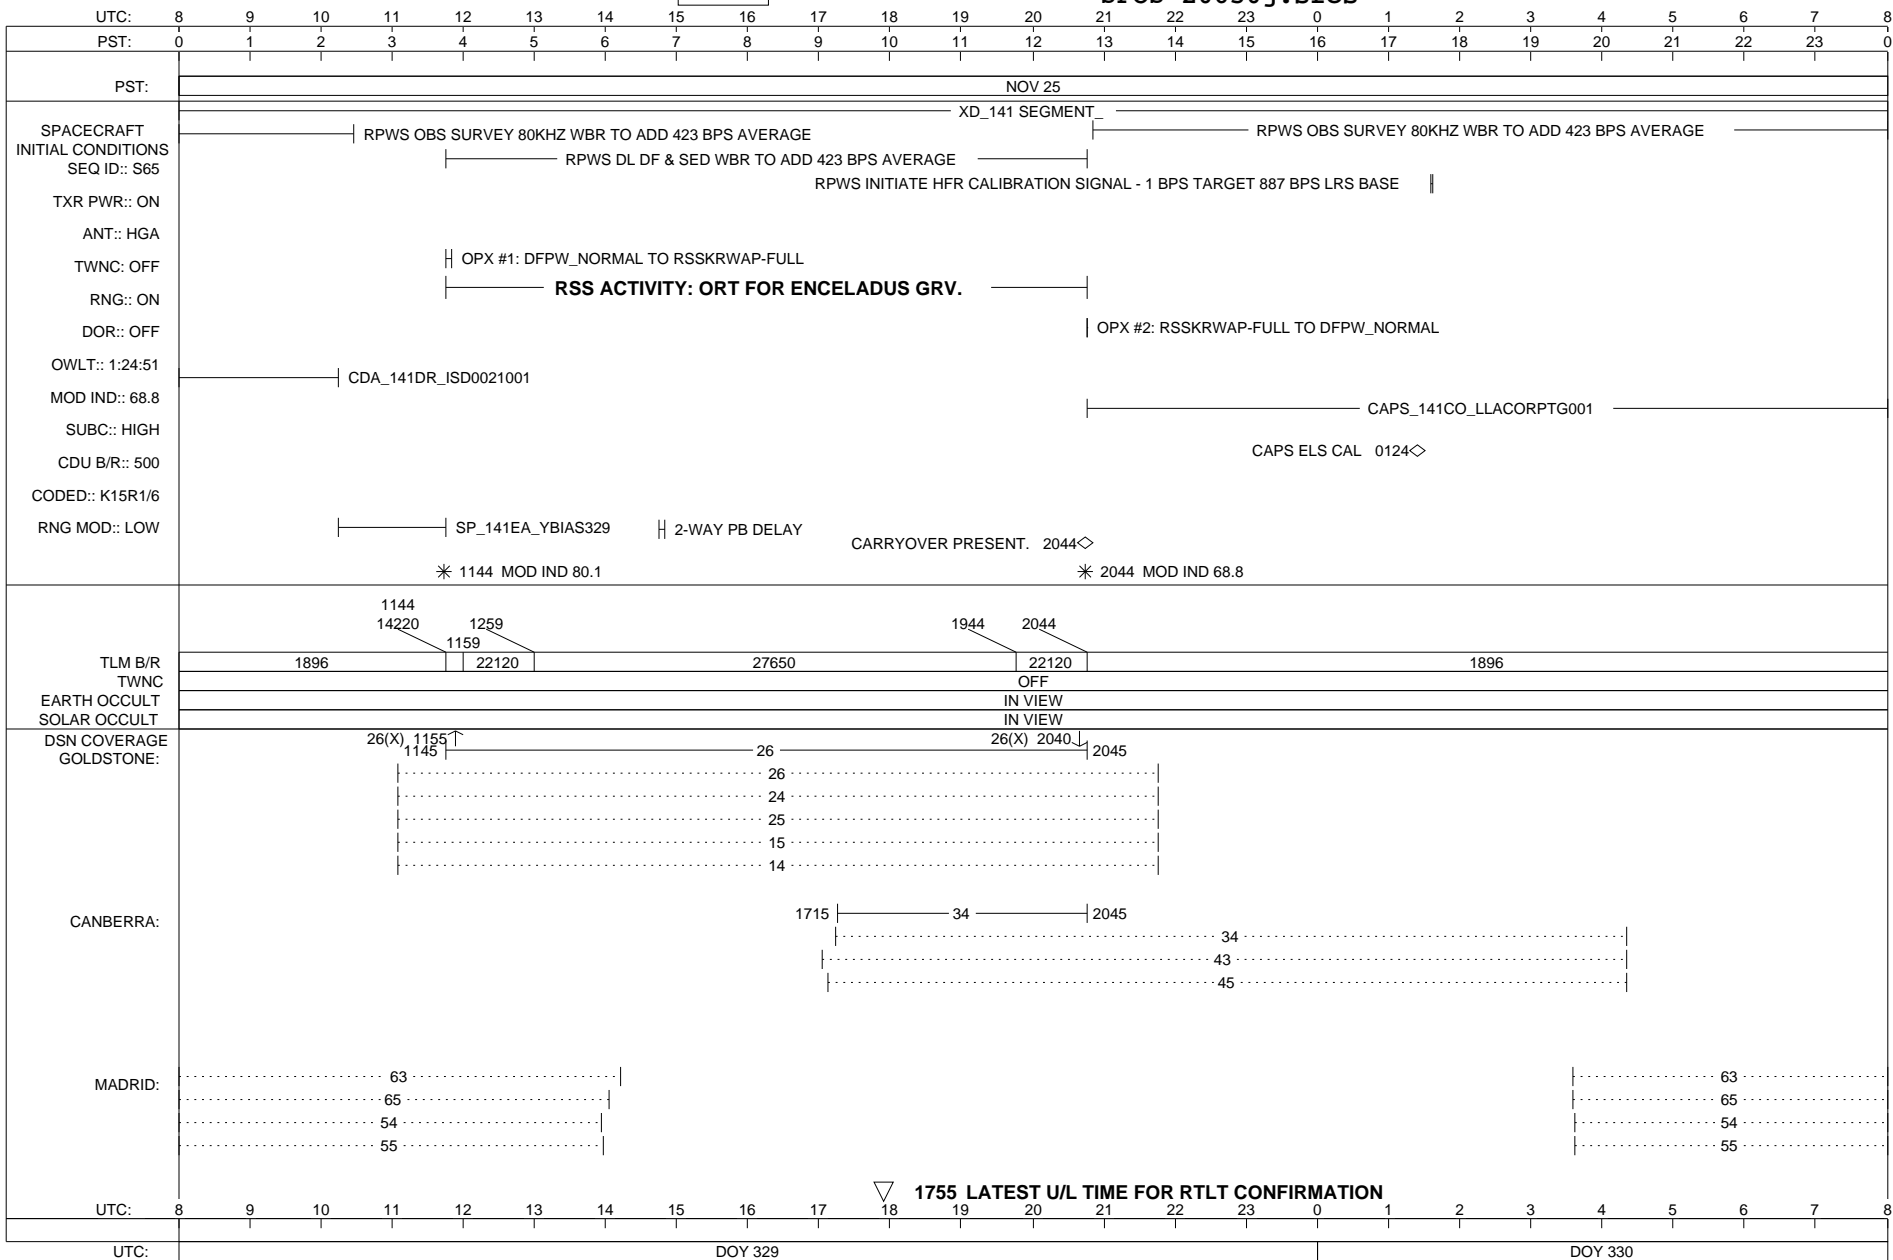 UTC: 8 9 10 11 12 13 14 15 16 17 18 19 20 21 22 23 0 1 2 3 4 5 6 7 8
PST: 0 1 2 3 4 5 6 7 8 9 10 11 12 13 14 15 16 17 18 19 20 21 22 23 0
PST: NOV 25
XD_141 SEGMENT_
SPACECRAFT
INITIAL CONDITIONS
SEQ ID:: S65
TXR PWR:: ON
ANT:: HGA
TWNC: OFF
RNG:: ON
DOR:: OFF
OWLT:: 1:24:51
MOD IND:: 68.8
SUBC:: HIGH
CDU B/R:: 500
CODED:: K15R1/6
RNG MOD:: LOW
RPWS OBS SURVEY 80KHZ WBR TO ADD 423 BPS AVERAGE
RPWS OBS SURVEY 80KHZ WBR TO ADD 423 BPS AVERAGE
RPWS DL DF & SED WBR TO ADD 423 BPS AVERAGE
RPWS INITIATE HFR CALIBRATION SIGNAL - 1 BPS TARGET 887 BPS LRS BASE
OPX #1: DFPW_NORMAL TO RSSKRWAP-FULL
RSS ACTIVITY: ORT FOR ENCELADUS GRV.
OPX #2: RSSKRWAP-FULL TO DFPW_NORMAL
CDA_141DR_ISD0021001
CAPS_141CO_LLACORPTG001
CAPS ELS CAL 0124
SP_141EA_YBIAS329
2-WAY PB DELAY
CARRYOVER PRESENT. 2044
1144 MOD IND 80.1
2044 MOD IND 68.8
1144
14220 1259 1944 2044
1159
TLM B/R 1896 22120 27650 22120 1896
TWNC OFF
EARTH OCCULT IN VIEW
SOLAR OCCULT IN VIEW
DSN COVERAGE 26(X) 1155 26(X) 2040
GOLDSTONE: 1145 26 2045
26
24
25
15
14
CANBERRA: 1715 34 2045
34
43
45
MADRID: 63 63
65 65
54 54
55 55
1755 LATEST U/L TIME FOR RTLT CONFIRMATION
UTC: 8 9 10 11 12 13 14 15 16 17 18 19 20 21 22 23 0 1 2 3 4 5 6 7 8
UTC: DOY 329 DOY 330